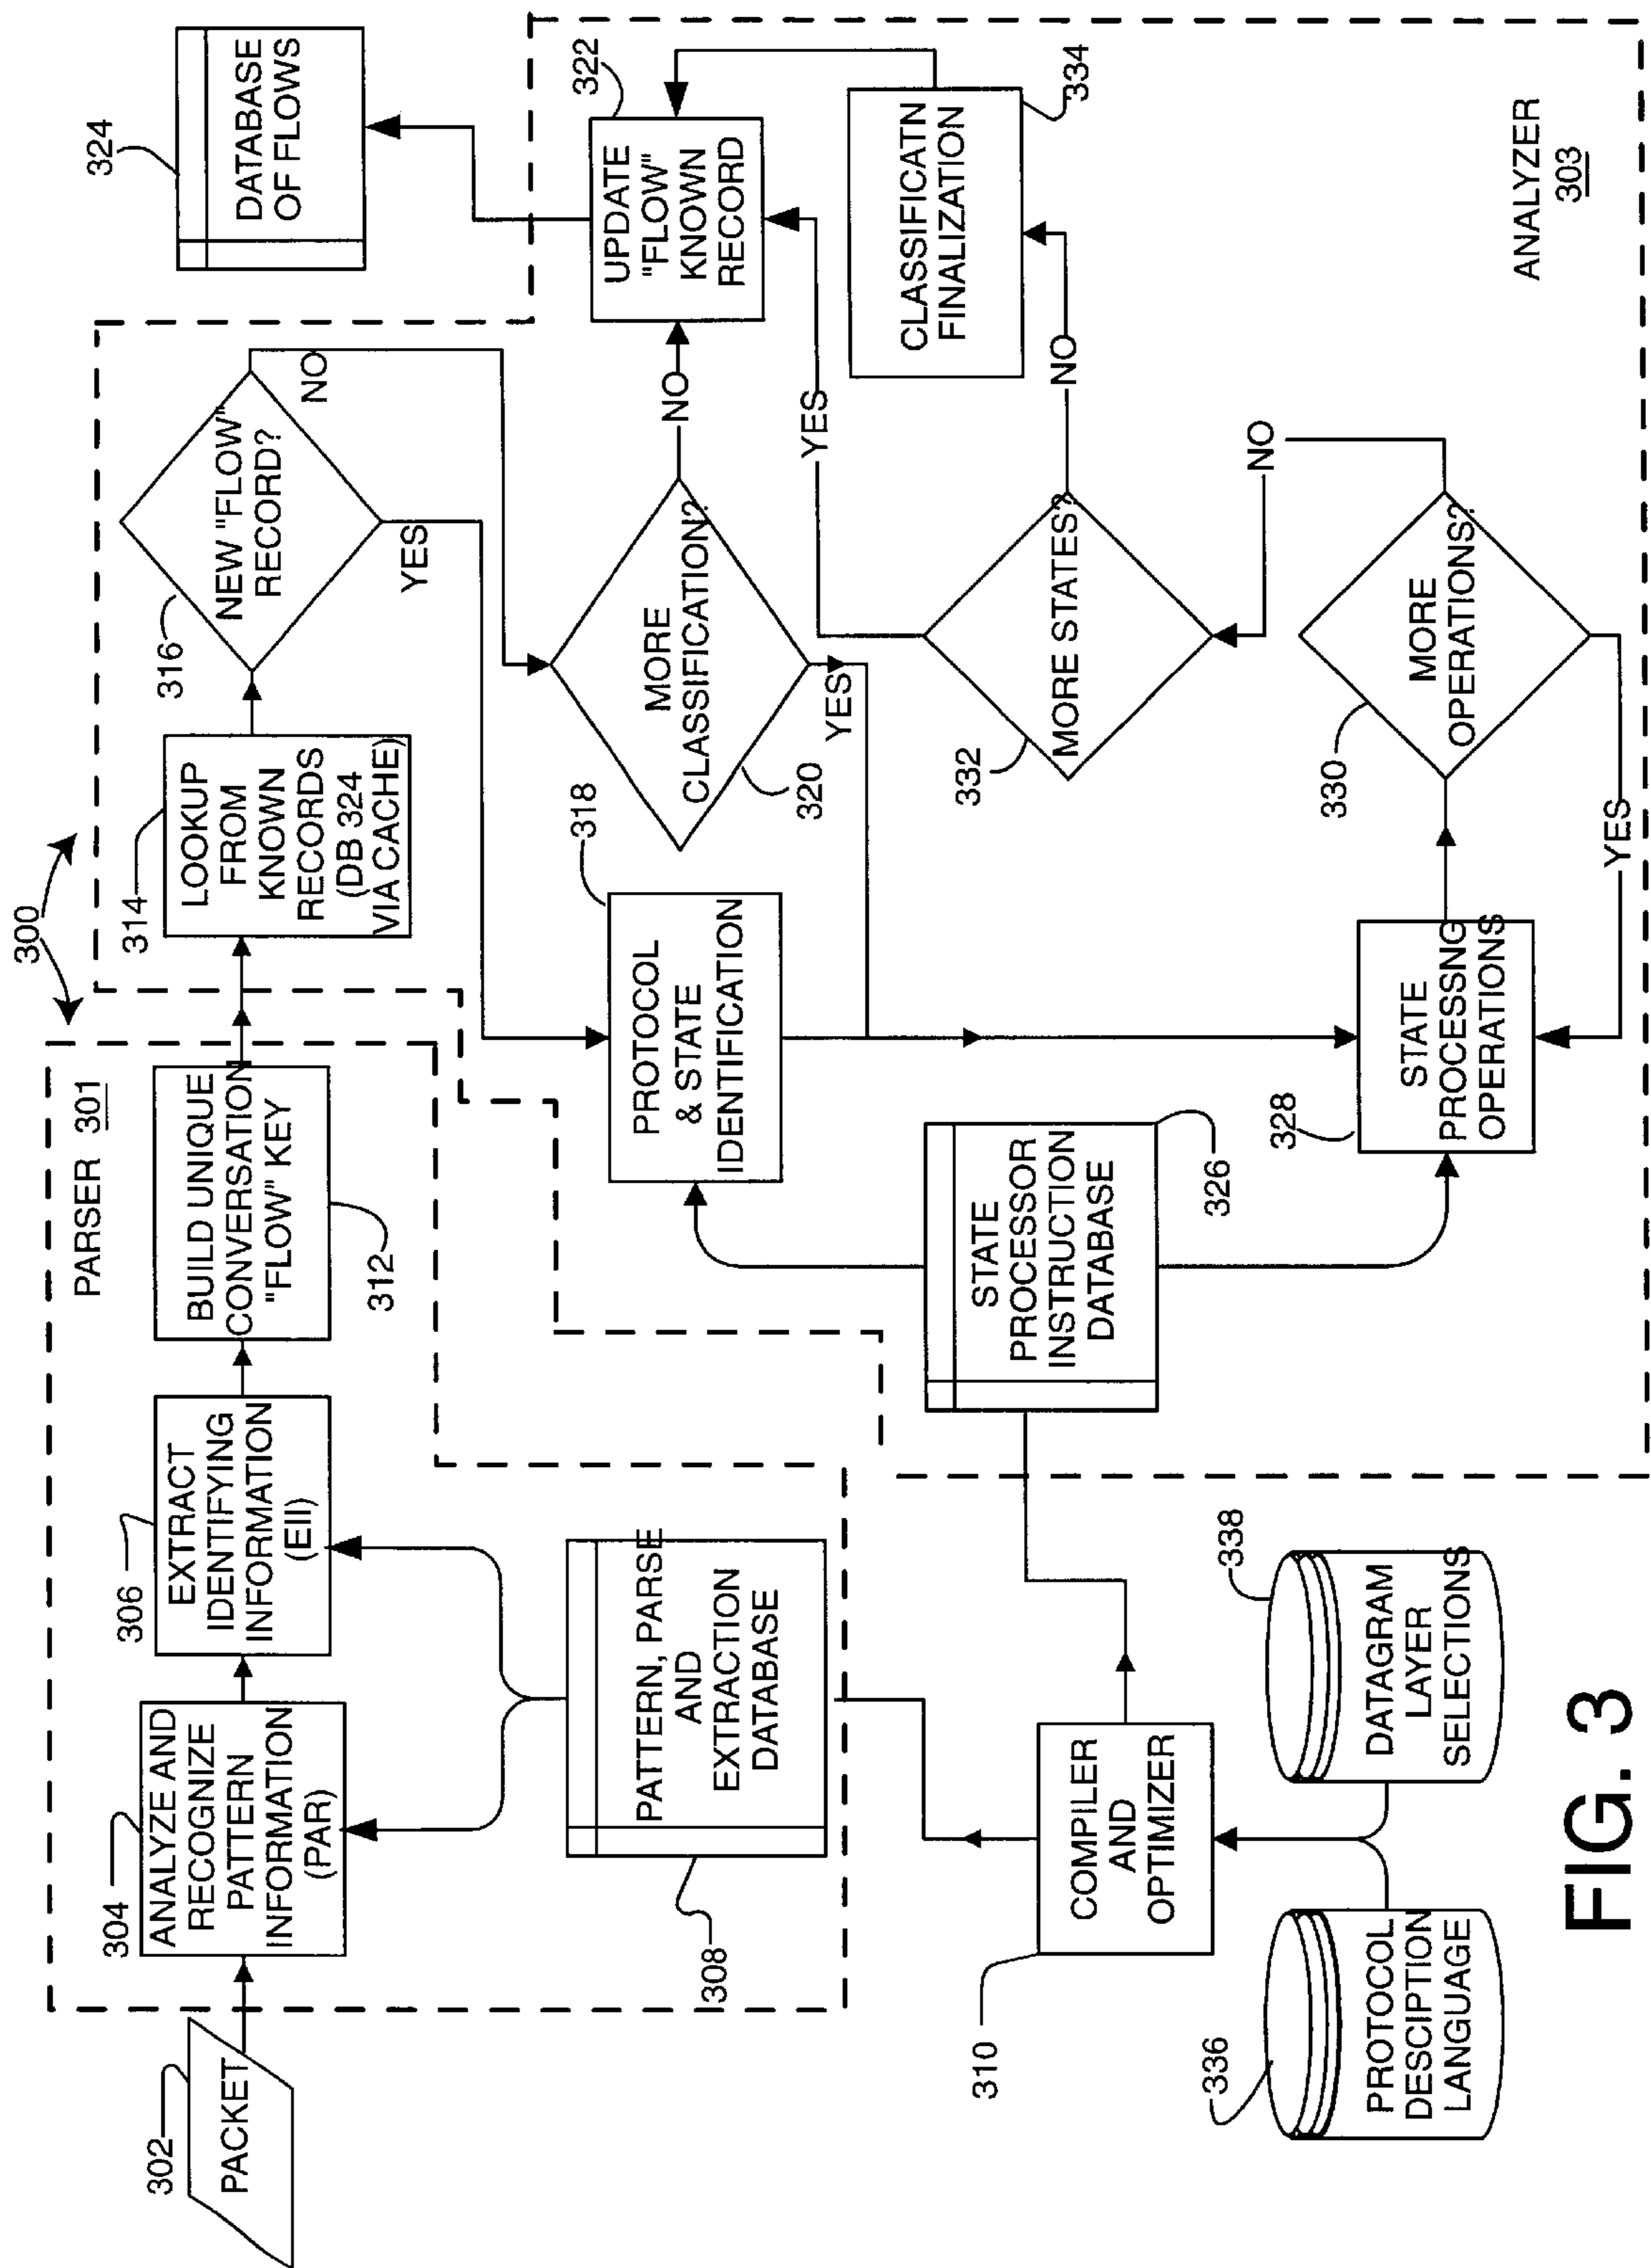 300
PARSER 301
302
PACKET
304
ANALYZE AND
RECOGNIZE
PATTERN
INFORMATION
(PAR)
306
EXTRACT
IDENTIFYING
INFORMATION
(EII)
BUILD UNIQUE
CONVERSATION
"FLOW" KEY
312
314
LOOKUP
FROM
KNOWN
RECORDS
(DB 324
VIA CACHE)
316
NEW "FLOW"
RECORD?
NO
YES
324
DATABASE
OF FLOWS
PATTERN, PARSE
AND
EXTRACTION
DATABASE
308
318
PROTOCOL
& STATE
IDENTIFICATION
MORE
CLASSIFICATION?
320
YES
NO
322
UPDATE
"FLOW"
KNOWN
RECORD
310
COMPILER
AND
OPTIMIZER
STATE
PROCESSOR
INSTRUCTION
DATABASE
326
332
MORE STATES?
YES
NO
CLASSIFICATN
FINALIZATION
334
336
PROTOCOL
DESCIPTION
LANGUAGE
338
DATAGRAM
LAYER
SELECTIONS
328
STATE
PROCESSNG
OPERATIONS
330
MORE
OPERATIONS?
NO
YES
ANALYZER
303
FIG. 3